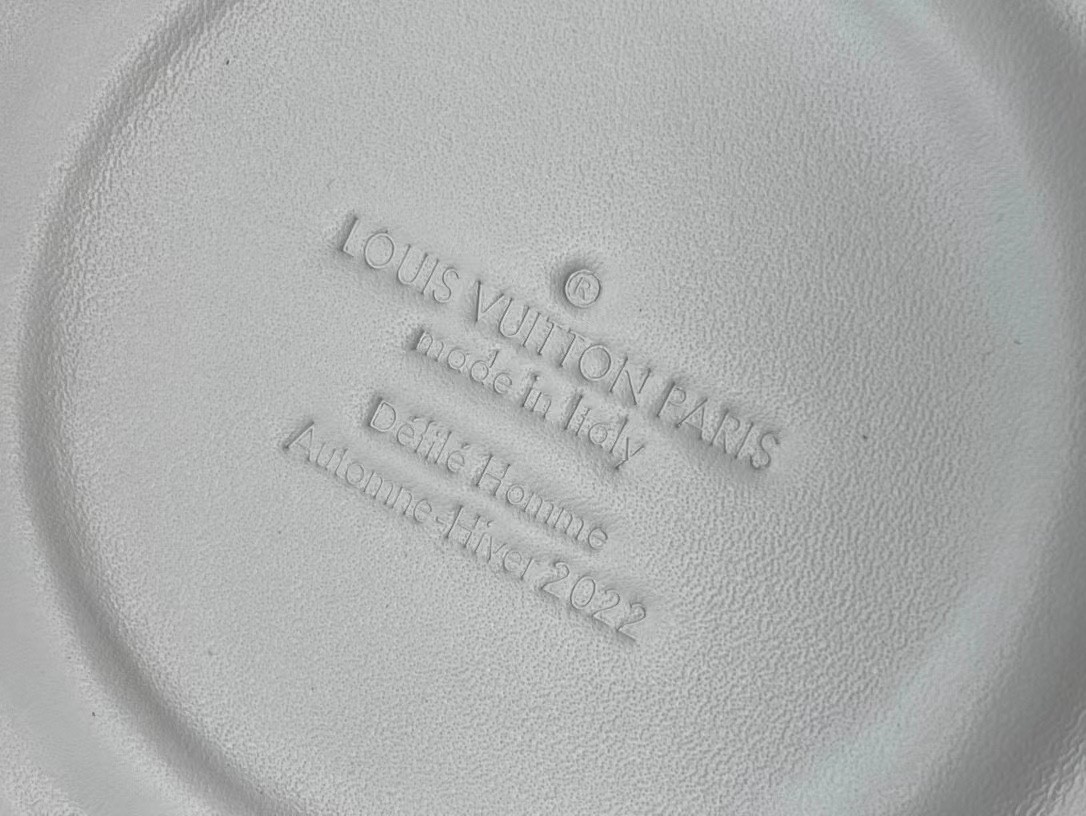 ®
LOUIS VUITTON PARIS
made in Italy
Défilé Homme
Automne-Hiver 2022